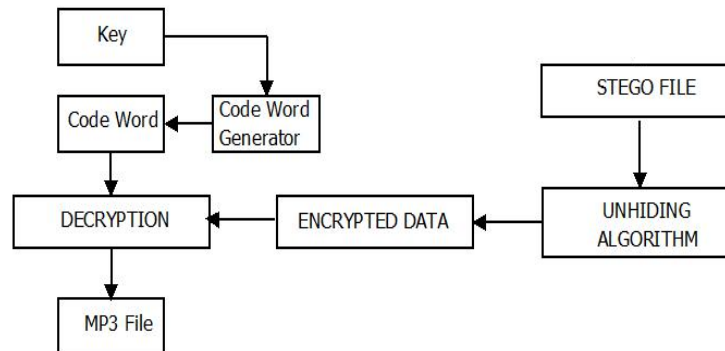 Key
STEGO FILE
Code Word
Code Word
Generator
DECRYPTION
ENCRYPTED DATA
UNHIDING
ALGORITHM
MP3 File